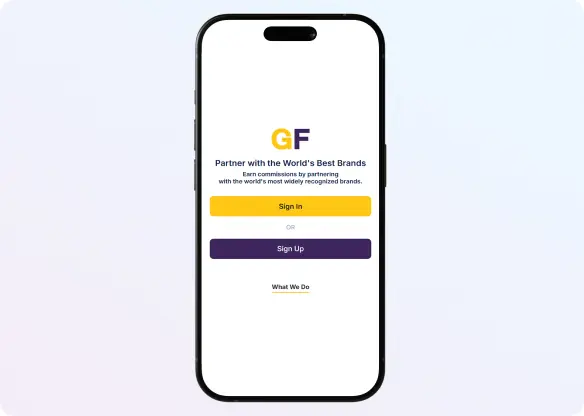 GF
Partner with the World's Best Brands
Earn commissions by partnering
with the world's most widely recognized brands.
Sign In
OR
Sign Up
What We Do